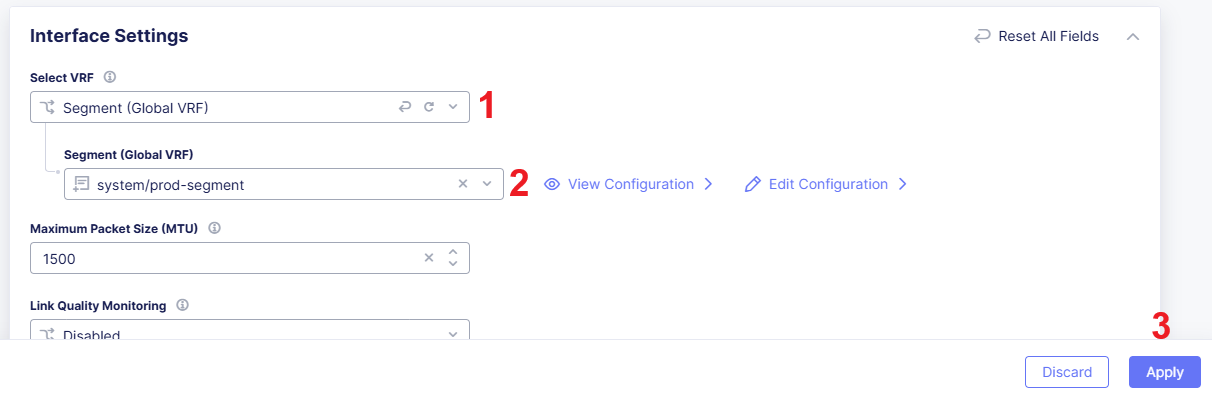 Interface Settings
Reset All Fields
Select VRF
Segment (Global VRF)
1
Segment (Global VRF)
system/prod-segment
2
View Configuration
Edit Configuration
Maximum Packet Size (MTU)
1500
Link Quality Monitoring
Disabled
3
Discard
Apply